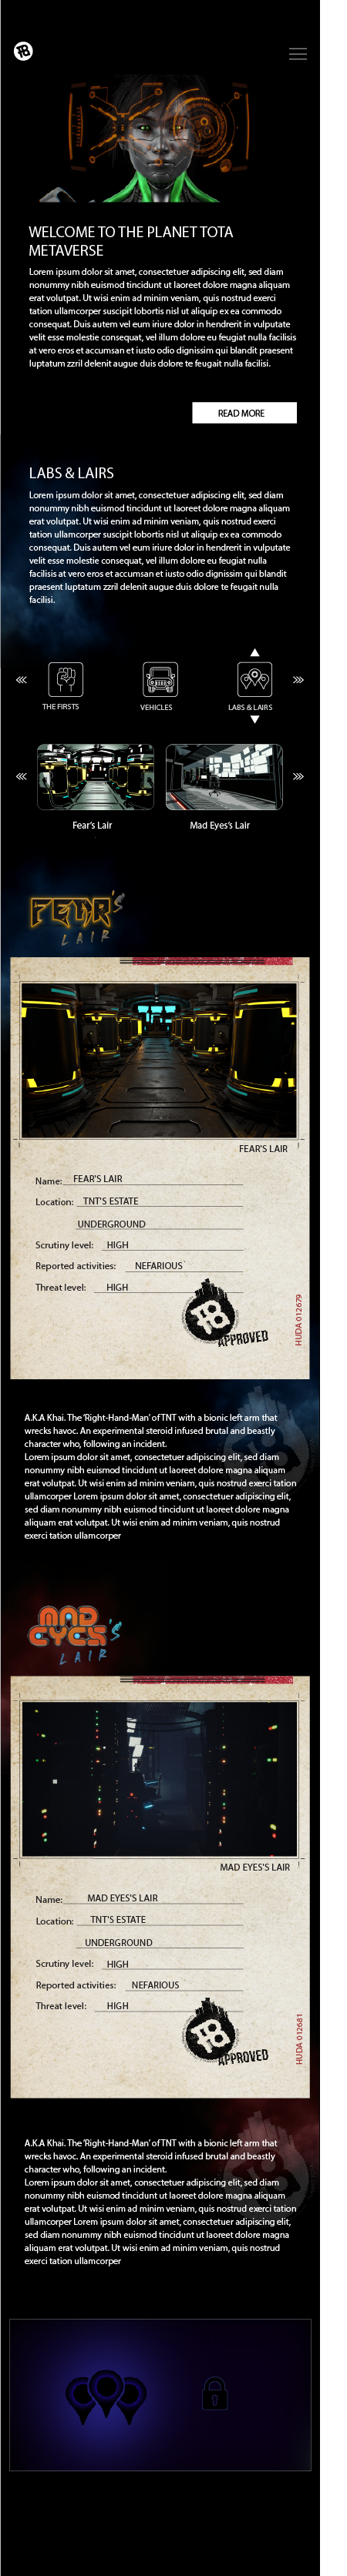 WELCOME TO THE PLANET TOTA
METAVERSE
Lorem ipsum dolor sit amet, consectetuer adipiscing elit, sed diam
nonummy nibh euismod tincidunt ut laoreet dolore magna aliquam
erat volutpat. Ut wisi enim ad minim veniam, quis nostrud exerci
tation ullamcorper suscipit lobortis nisl ut aliquip ex ea commodo
consequat. Duis autem vel eum iriure dolor in hendrerit in vulputate
velit esse molestie consequat, vel illum dolore eu feugiat nulla facilisis
at vero eros et accumsan et iusto odio dignissim qui blandit praesent
luptatum zzril delenit augue duis dolore te feugait nulla facilisi.
READ MORE
LABS & LAIRS
Lorem ipsum dolor sit amet, consectetuer adipiscing elit, sed diam
nonummy nibh euismod tincidunt ut laoreet dolore magna aliquam
erat volutpat. Ut wisi enim ad minim veniam, quis nostrud exerci
tation ullamcorper suscipit lobortis nisl ut aliquip ex ea commodo
consequat. Duis autem vel eum iriure dolor in hendrerit in vulputate
velit esse molestie consequat, vel illum dolore eu feugiat nulla
facilisis at vero eros et accumsan et iusto odio dignissim qui blandit
praesent luptatum zzril delenit augue duis dolore te feugait nulla
facilisi.
THE FIRSTS VEHICLES LABS & LAIRS
Fear's Lair Mad Eyes's Lair
FEAR's
LAIR
FEAR'S LAIR
Name: FEAR'S LAIR
Location: TNT'S ESTATE
UNDERGROUND
Scrutiny level: HIGH
Reported activities: NEFARIOUS`
Threat level: HIGH
APPROVED
HUDA 012679
A.K.A Khai. The 'Right-Hand-Man' of TNT with a bionic left arm that
wrecks havoc. An experimental steroid infused brutal and beastly
character who, following an incident.
Lorem ipsum dolor sit amet, consectetuer adipiscing elit, sed diam
nonummy nibh euismod tincidunt ut laoreet dolore magna aliquam
erat volutpat. Ut wisi enim ad minim veniam, quis nostrud exerci tation
ullamcorper Lorem ipsum dolor sit amet, consectetuer adipiscing elit,
sed diam nonummy nibh euismod tincidunt ut laoreet dolore magna
aliquam erat volutpat. Ut wisi enim ad minim veniam, quis nostrud
exerci tation ullamcorper
MAD
EYES's
LAIR
MAD EYES'S LAIR
Name: MAD EYES'S LAIR
Location: TNT'S ESTATE
UNDERGROUND
Scrutiny level: HIGH
Reported activities: NEFARIOUS
Threat level: HIGH
APPROVED
HUDA 012681
A.K.A Khai. The 'Right-Hand-Man' of TNT with a bionic left arm that
wrecks havoc. An experimental steroid infused brutal and beastly
character who, following an incident.
Lorem ipsum dolor sit amet, consectetuer adipiscing elit, sed diam
nonummy nibh euismod tincidunt ut laoreet dolore magna aliquam
erat volutpat. Ut wisi enim ad minim veniam, quis nostrud exerci tation
ullamcorper Lorem ipsum dolor sit amet, consectetuer adipiscing elit,
sed diam nonummy nibh euismod tincidunt ut laoreet dolore magna
aliquam erat volutpat. Ut wisi enim ad minim veniam, quis nostrud
exerci tation ullamcorper